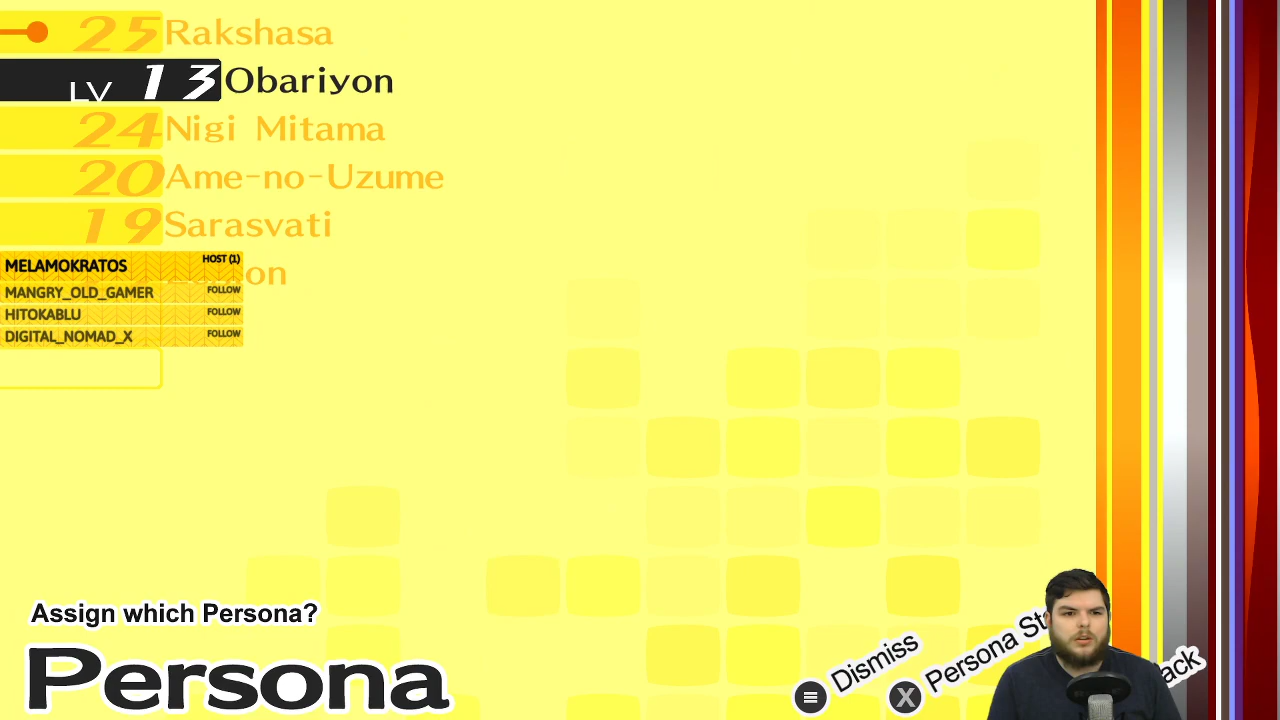 25 Rakshasa
LV 13 Obariyon
24 Nigi Mitama
20 Ame-no-Uzume
19 Sarasvati
on
MELAMOKRATOS HOST (1)
MANGRY_OLD_GAMER FOLLOW
HITOKABLU FOLLOW
DIGITAL_NOMAD_X FOLLOW
Assign which Persona?
Persona
Dismiss
X Persona St
ack